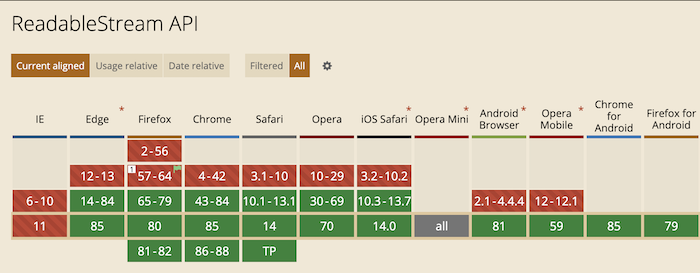 ReadableStream API
Current aligned Usage relative Date relative Filtered All
IE Edge * Firefox Chrome Safari Opera iOS Safari * Opera Mini * Android Browser * Opera Mobile * Chrome for Android Firefox for Android
2-56
12-13 1 57-64 4-42 3.1-10 10-29 3.2-10.2
6-10 14-84 65-79 43-84 10.1-13.1 30-69 10.3-13.7 2.1-4.4.4 12-12.1
11 85 80 85 14 70 14.0 all 81 59 85 79
81-82 86-88 TP